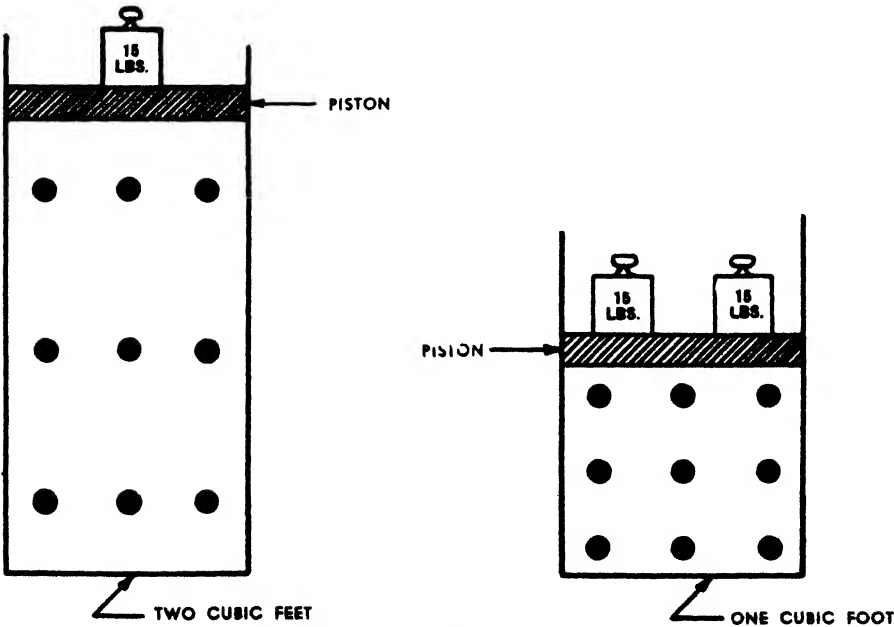 15
LBS.
PISTON
15
LBS.
15
LBS.
PISTON
TWO CUBIC FEET
ONE CUBIC FOOT